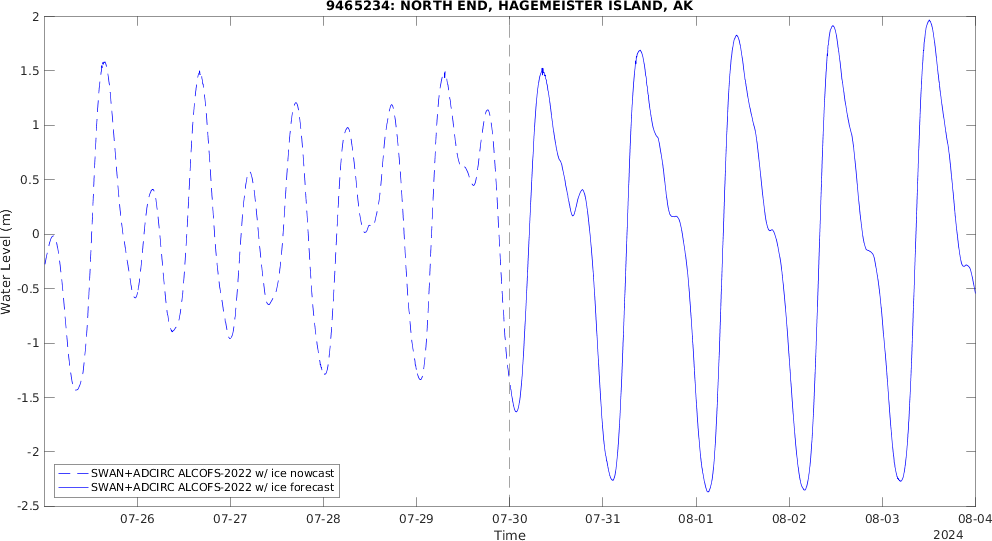 9465234: NORTH END, HAGEMEISTER ISLAND, AK
2
1.5
1
0.5
0
-0.5
-1
-1.5
-2
-2.5
Water Level (m)
SWAN+ADCIRC ALCOFS-2022 w/ ice nowcast
SWAN+ADCIRC ALCOFS-2022 w/ ice forecast
07-26 07-27 07-28 07-29 07-30 07-31 08-01 08-02 08-03 08-04
Time
2024